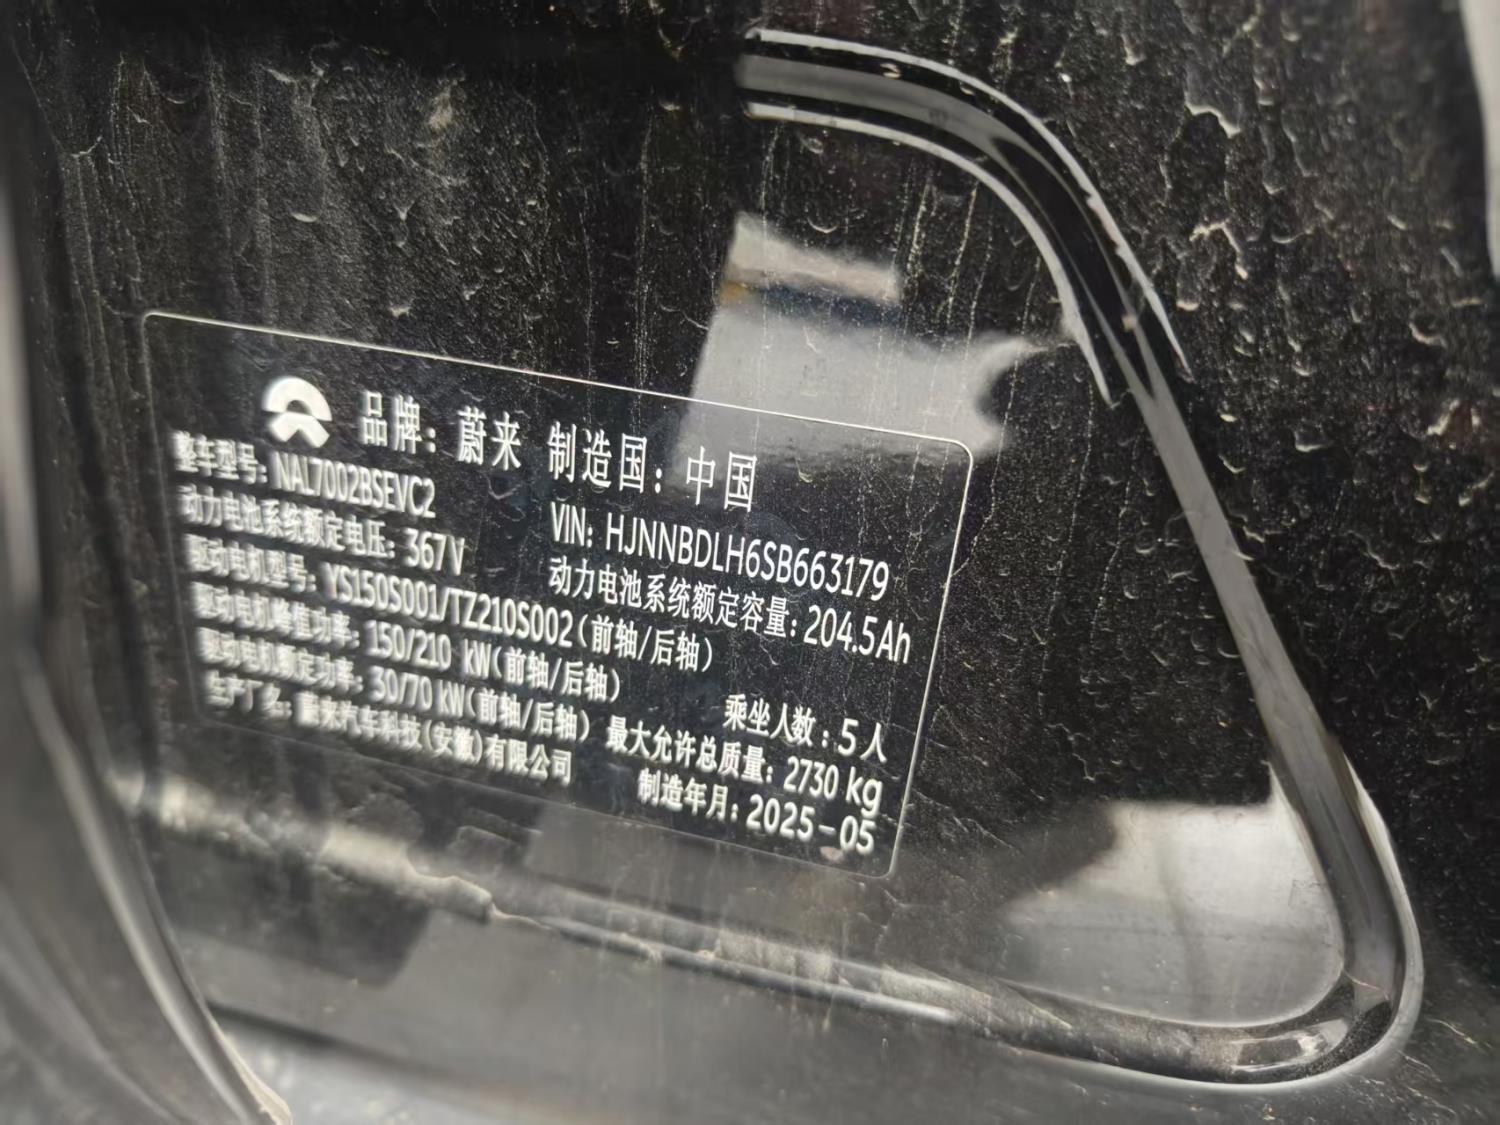 品牌：蔚来 制造国：中国
整车型号：NAL7002BSEVC2 VIN：HJNNBDLH6SB663179
动力电池系统额定电压：367V 动力电池系统额定容量：204.5Ah
驱动电机型号：YS150S001/TZ210S002(前轴/后轴)
驱动电机峰值功率：150/210 kW(前轴/后轴) 乘坐人数：5人
驱动电机额定功率：30/70 kW(前轴/后轴) 最大允许总质量：2730 kg
生产厂名：蔚来汽车科技(安徽)有限公司 制造年月：2025-05